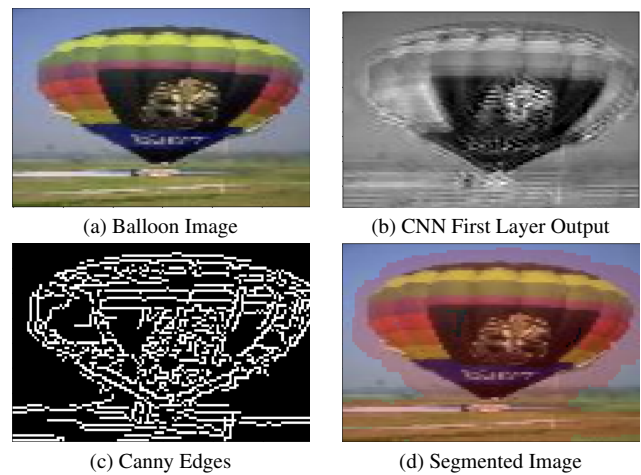 (a) Balloon Image
(b) CNN First Layer Output
(c) Canny Edges
(d) Segmented Image